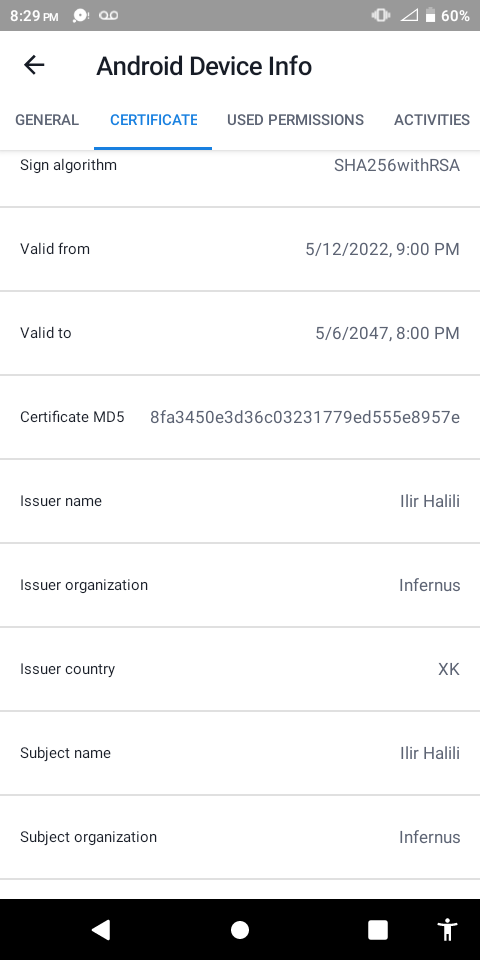 8:29 PM 60%
Android Device Info
GENERAL CERTIFICATE USED PERMISSIONS ACTIVITIES
Sign algorithm SHA256withRSA
Valid from 5/12/2022, 9:00 PM
Valid to 5/6/2047, 8:00 PM
Certificate MD5 8fa3450e3d36c03231779ed555e8957e
Issuer name Ilir Halili
Issuer organization Infernus
Issuer country XK
Subject name Ilir Halili
Subject organization Infernus